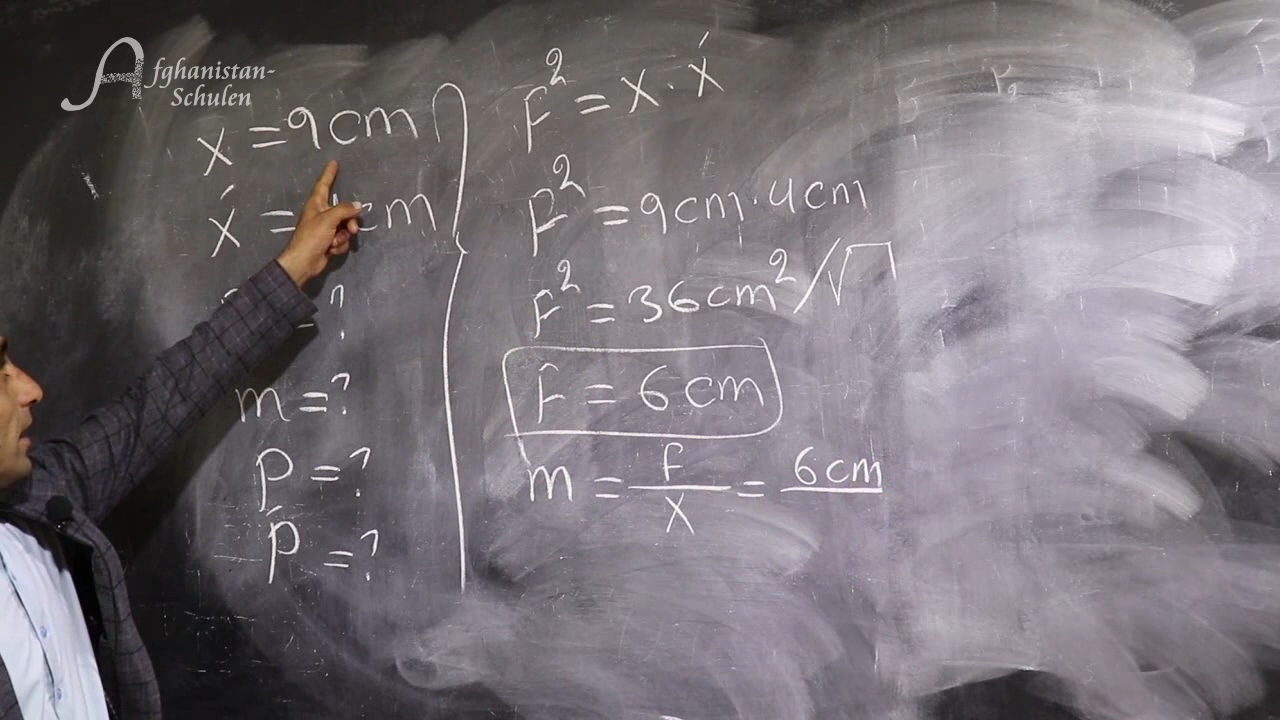 Afghanistan-
Schulen
x = 9cm
x́ = 4cm
= ?
m = ?
p = ?
ṕ = ?
F² = x · x́
F² = 9cm · 4cm
F² = 36cm² /√
F = 6cm
m = f/x = 6cm